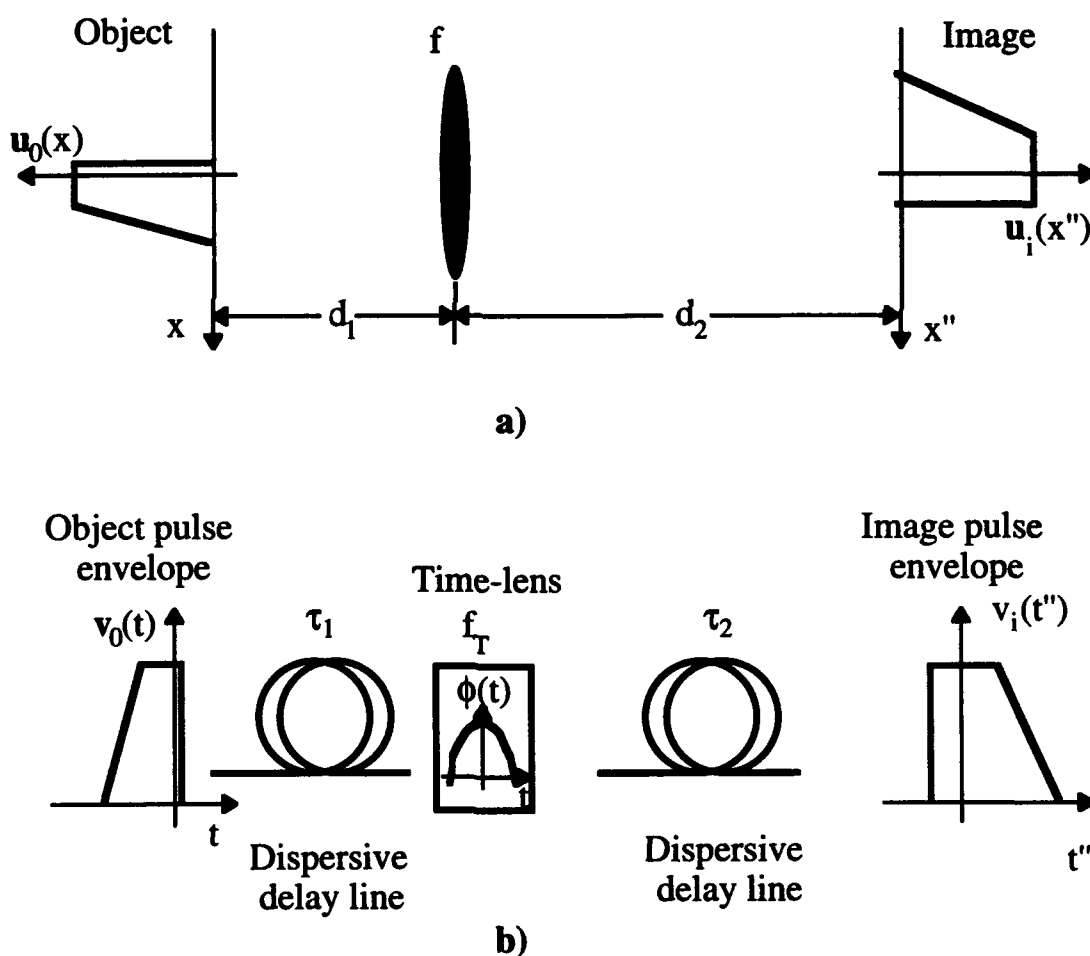 Object
f
Image
u₀(x)
uᵢ(x'')
d₁
d₂
x
x''
a)
Object pulse
envelope
v₀(t)
τ₁
Time-lens
f_T
ϕ(t)
t
τ₂
Image pulse
envelope
vᵢ(t'')
t
t''
Dispersive
delay line
Dispersive
delay line
b)